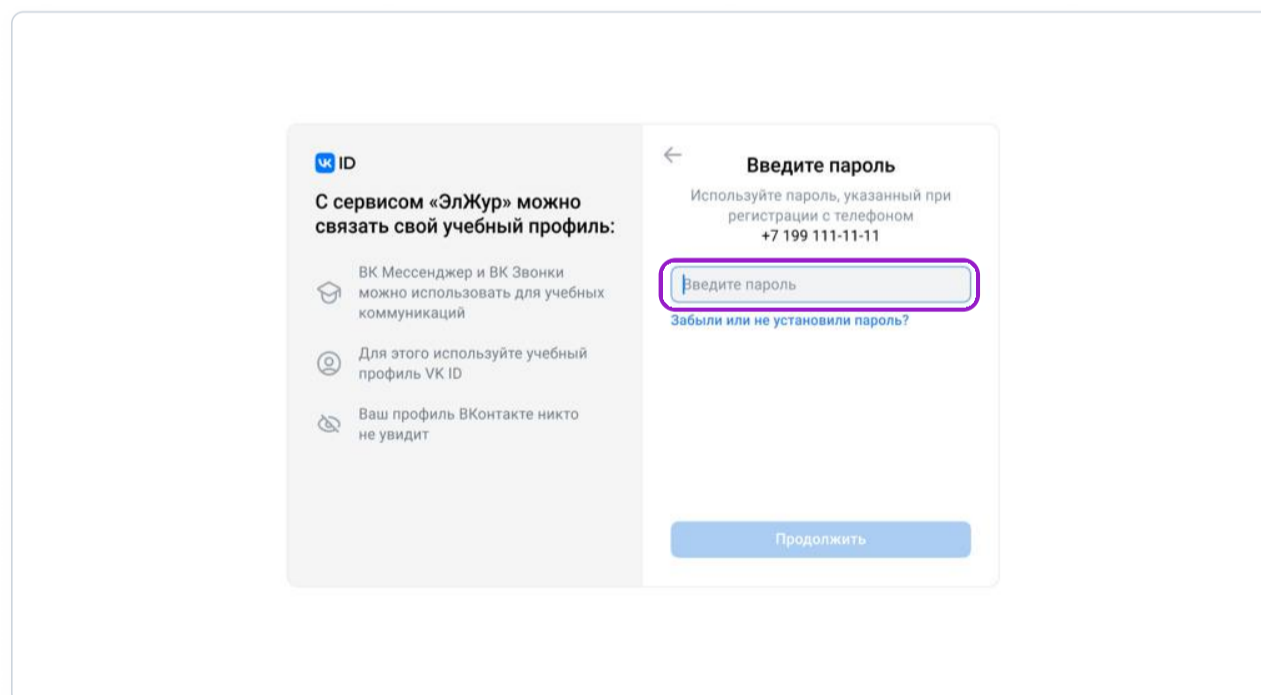 VK ID
С сервисом «ЭлЖур» можно
связать свой учебный профиль:
ВК Мессенджер и ВК Звонки
можно использовать для учебных
коммуникаций
Для этого используйте учебный
профиль VK ID
Ваш профиль ВКонтакте никто
не увидит
Введите пароль
Используйте пароль, указанный при
регистрации с телефоном
+7 199 111-11-11
Введите пароль
Забыли или не установили пароль?
Продолжить